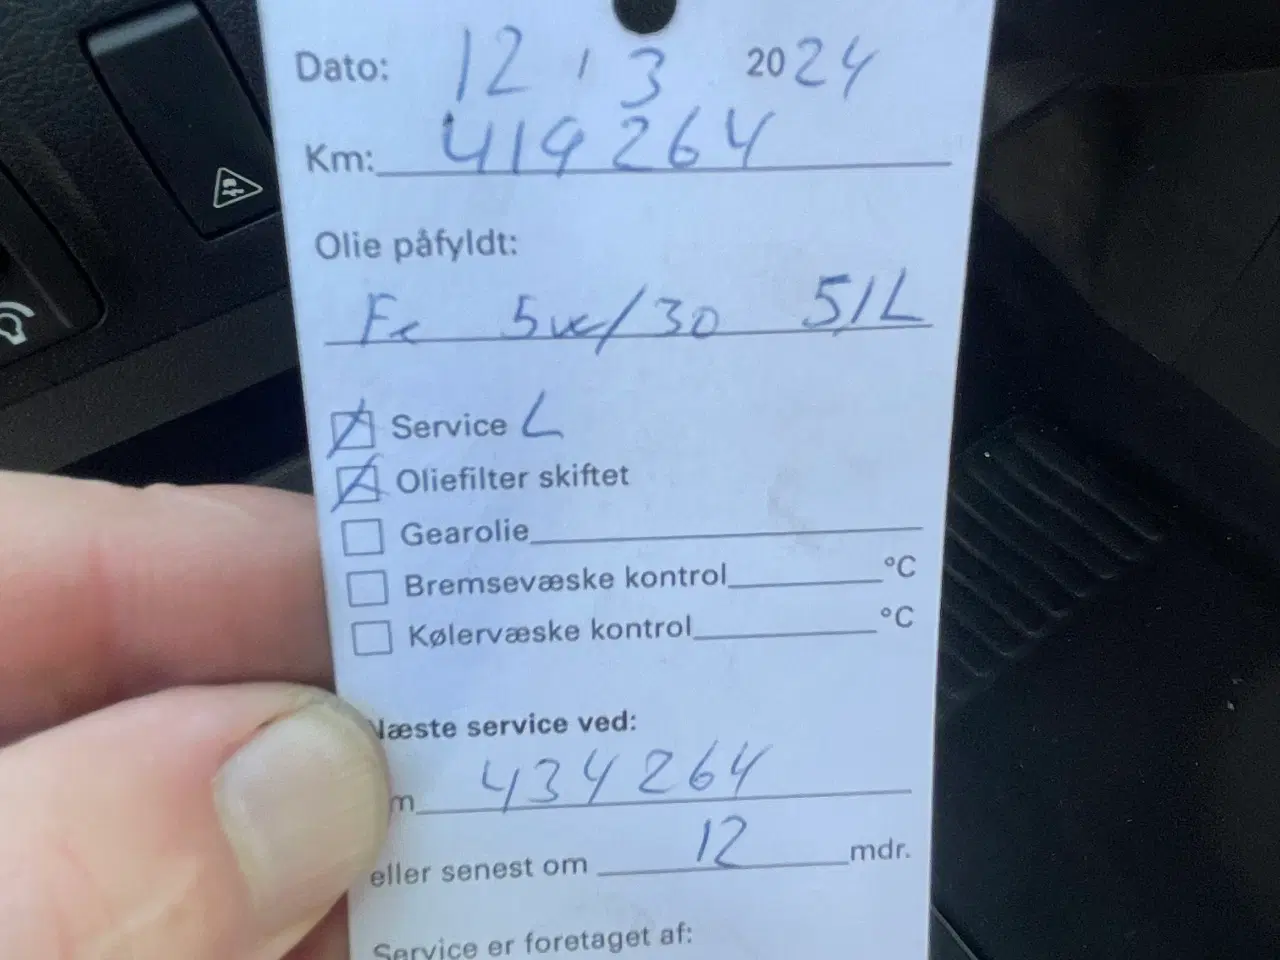 Dato: 12 / 3 2024
Km: 419264
Olie påfyldt:
Fe 5w/30 5/L
Service L
Oliefilter skiftet
Gearolie
Bremsevæske kontrol °C
Kølervæske kontrol °C
Næste service ved:
m 434264
eller senest om 12 mdr.
Service er foretaget af: